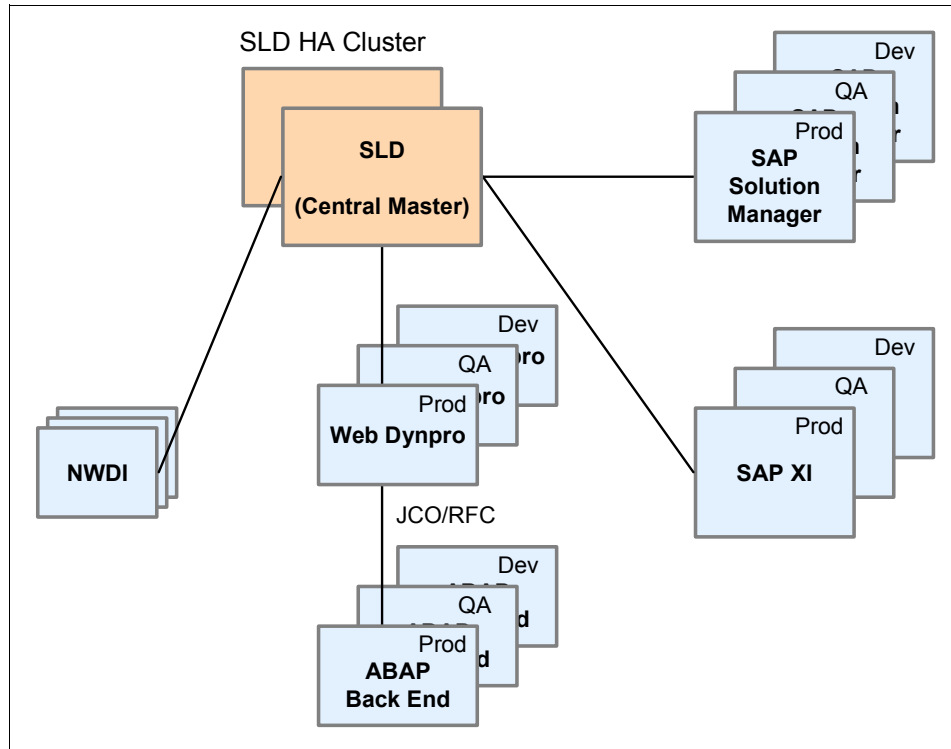 SLD HA Cluster
SLD
(Central Master)
Dev
QA
Prod
SAP
Solution
Manager
Dev
QA
Prod
Web Dynpro
Dev
QA
Prod
SAP XI
NWDI
JCO/RFC
Dev
QA
Prod
ABAP
Back End